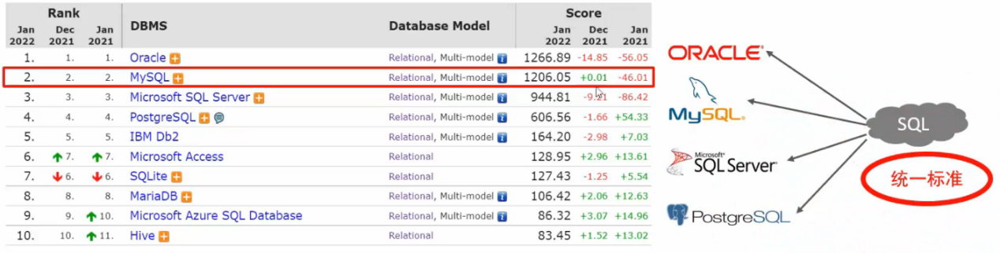 Rank Score
Jan Dec Jan DBMS Database Model Jan Dec Jan
2022 2021 2021 2022 2021 2021
1. 1. 1. Oracle Relational, Multi-model 1266.89 -14.85 -56.05
2. 2. 2. MySQL Relational, Multi-model 1206.05 +0.01 -46.01
3. 3. 3. Microsoft SQL Server Relational, Multi-model 944.81 -86.42
4. 4. 4. PostgreSQL Relational, Multi-model 606.56 -1.66 +54.33
5. 5. 5. IBM Db2 Relational, Multi-model 164.20 -2.98 +7.03
6. 7. 7. Microsoft Access Relational 128.95 +2.96 +13.61
7. 6. 6. SQLite Relational 127.43 -1.25 +5.54
8. 8. 8. MariaDB Relational, Multi-model 106.42 +2.06 +12.63
9. 9. 10. Microsoft Azure SQL Database Relational, Multi-model 86.32 +3.07 +14.96
10. 10. 11. Hive Relational 83.45 +1.52 +13.02
ORACLE
MySQL
Microsoft
SQL Server
PostgreSQL
SQL
统一标准